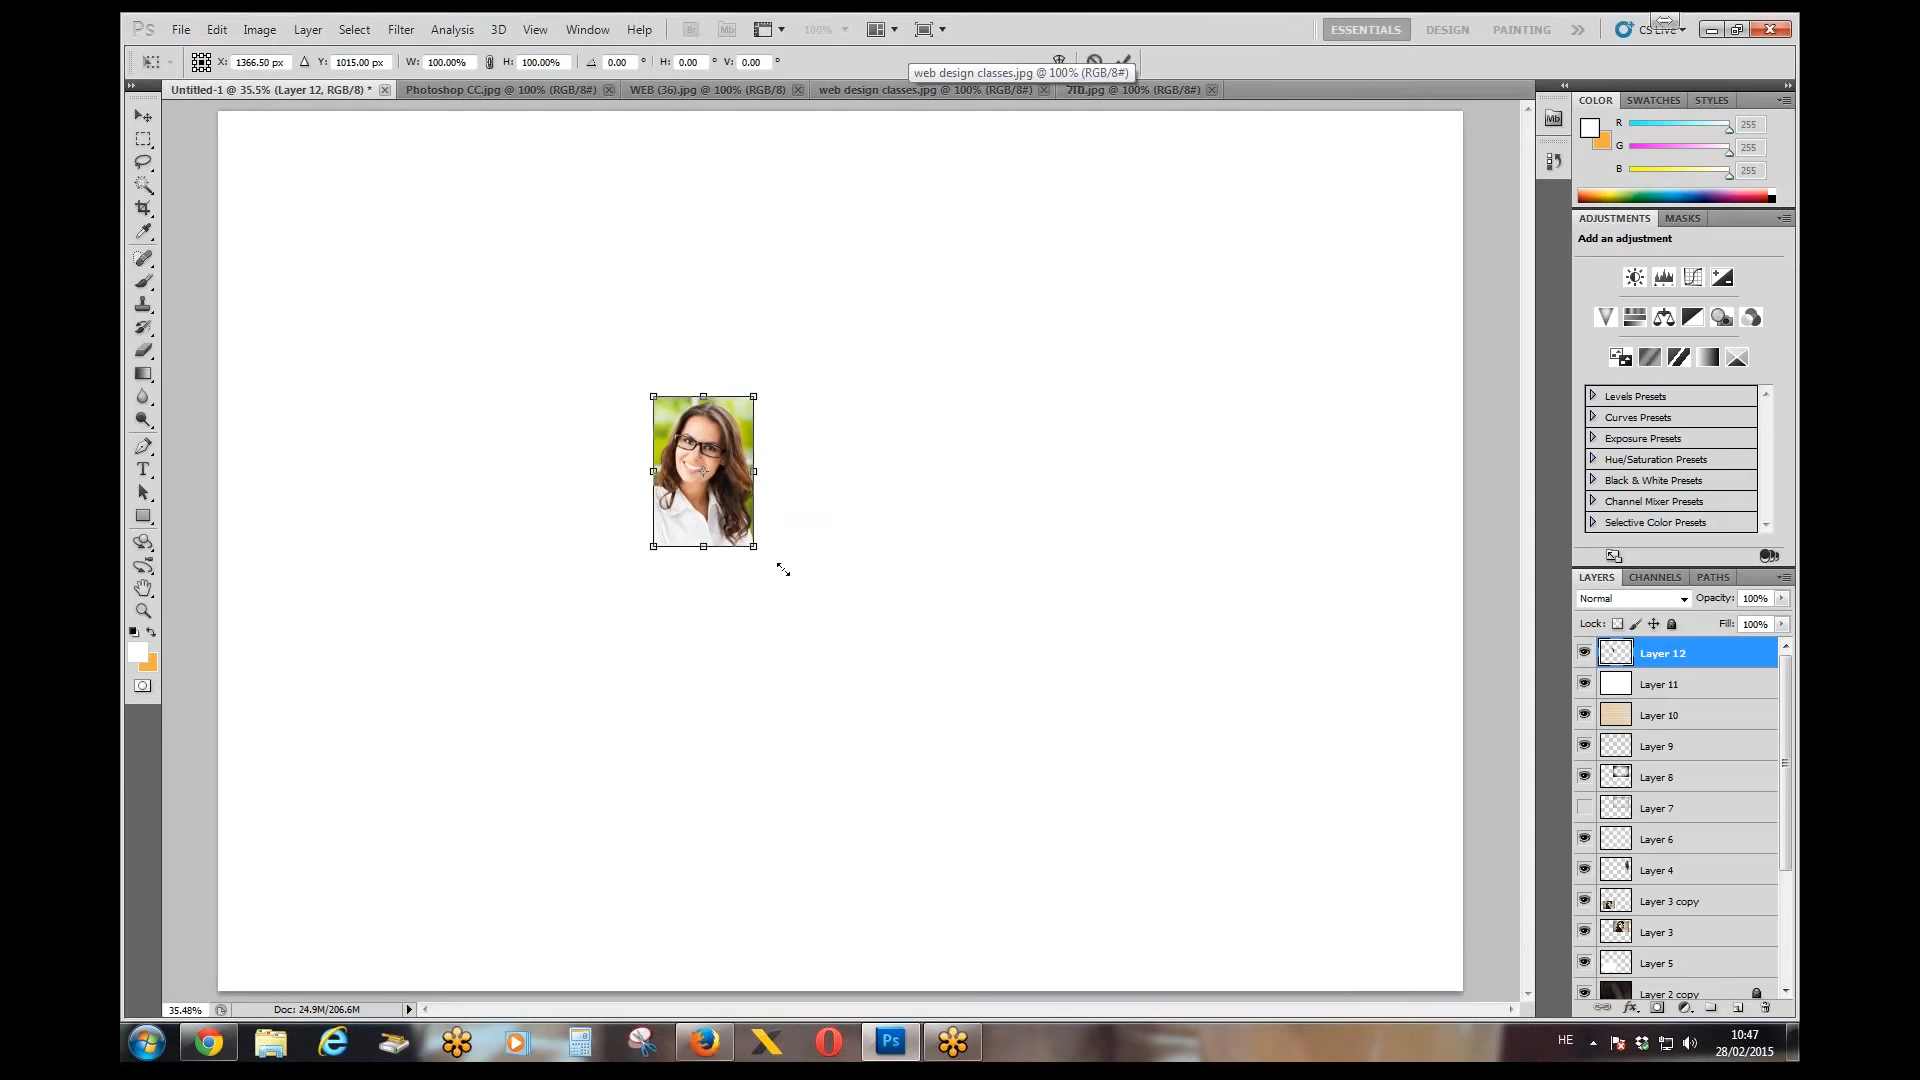 Ps File Edit Image Layer Select Filter Analysis 3D View Window Help Br Mb 100% ESSENTIALS DESIGN PAINTING CS Live
X: 1366.50 px Y: 1015.00 px W: 100.00% H: 100.00% 0.00 ° H: 0.00 ° V: 0.00 °
web design classes.jpg @ 100% (RGB/8#)
Untitled-1 @ 35.5% (Layer 12, RGB/8) * Photoshop CC.jpg @ 100% (RGB/8#) WEB (36).jpg @ 100% (RGB/8) web design classes.jpg @ 100% (RGB/8#) .jpg @ 100% (RGB/8#)
COLOR SWATCHES STYLES
Mb
R 255
G 255
B 255
ADJUSTMENTS MASKS
Add an adjustment
Levels Presets
Curves Presets
Exposure Presets
Hue/Saturation Presets
Black & White Presets
Channel Mixer Presets
Selective Color Presets
LAYERS CHANNELS PATHS
Normal Opacity: 100%
Lock: Fill: 100%
Layer 12
Layer 11
Layer 10
Layer 9
Layer 8
Layer 7
Layer 6
Layer 4
Layer 3 copy
Layer 3
Layer 5
Layer 2 copy
35.48% Doc: 24.9M/206.6M
Ps
HE
10:47
28/02/2015